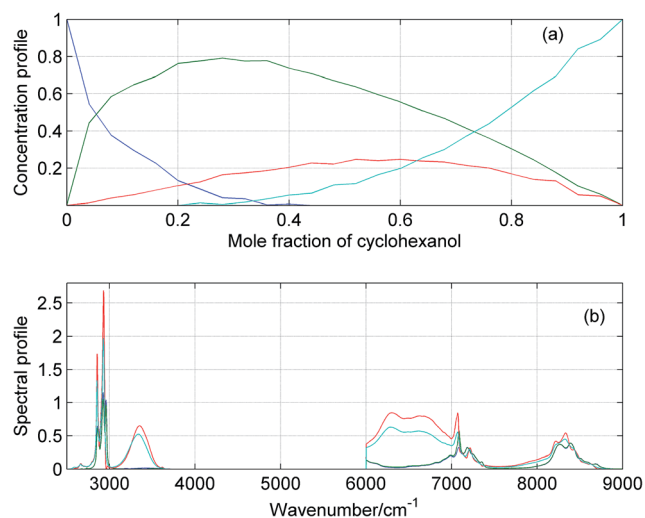 (a)
Concentration profile
1
0.8
0.6
0.4
0.2
0 0.2 0.4 0.6 0.8 1
Mole fraction of cyclohexanol
(b)
Spectral profile
2.5
2
1.5
1
0.5
0
3000 4000 5000 6000 7000 8000 9000
Wavenumber/cm-1